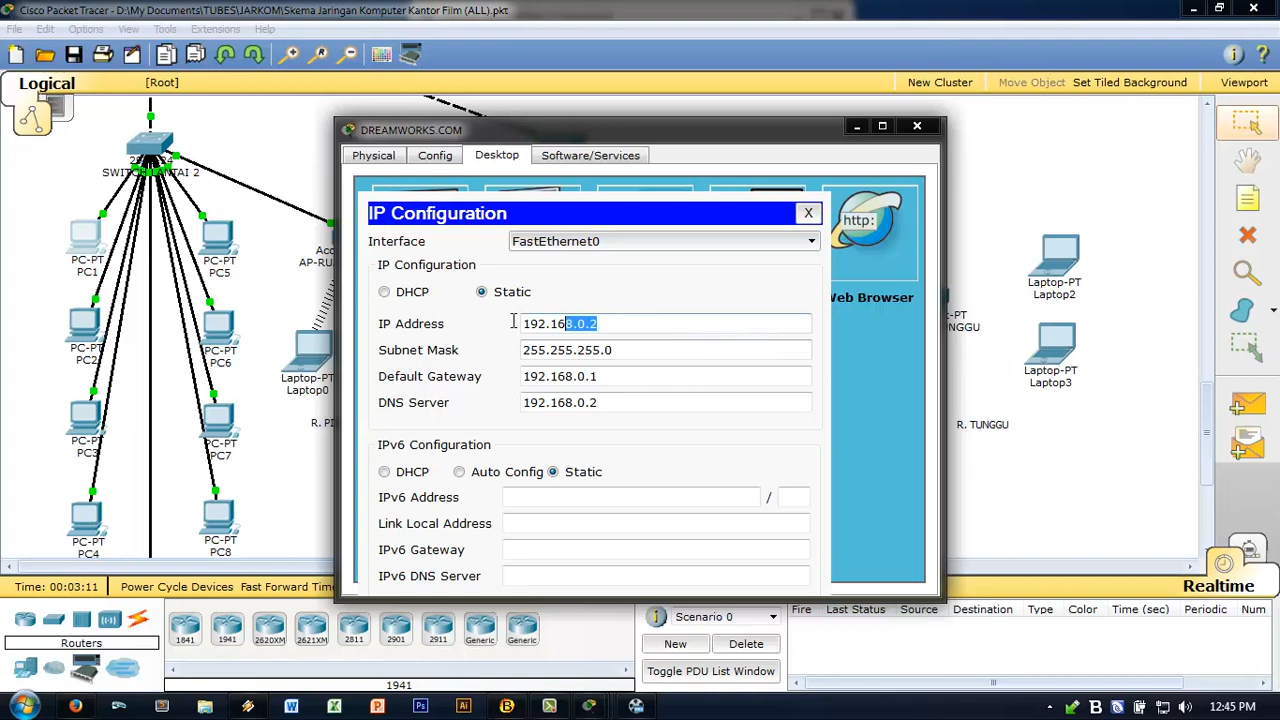 Cisco Packet Tracer - D:\My Documents\TUBES\JARKOM\Skema Jaringan Komputer Kantor Film (ALL).pkt
File Edit Options View Tools Extensions Help
Logical [Root] New Cluster Move Object Set Tiled Background Viewport
SWITCH LANTAI 2
PC-PT
PC1
PC-PT
PC5
PC-PT
PC2
PC-PT
PC6
PC-PT
PC3
PC-PT
PC7
PC-PT
PC4
PC-PT
PC8
Laptop-PT
Laptop0
DREAMWORKS.COM
Physical Config Desktop Software/Services
IP Configuration X
Interface FastEthernet0
IP Configuration
DHCP Static
IP Address 192.168.0.2
Subnet Mask 255.255.255.0
Default Gateway 192.168.0.1
DNS Server 192.168.0.2
IPv6 Configuration
DHCP Auto Config Static
IPv6 Address /
Link Local Address
IPv6 Gateway
IPv6 DNS Server
http:
Web Browser
Laptop-PT
Laptop2
Laptop-PT
Laptop3
R. TUNGGU
Time: 00:03:11 Power Cycle Devices Fast Forward Time
Realtime
Routers
1841 1941 2620XM 2621XM 2811 2901 2911 Generic Generic
1941
Scenario 0
New Delete
Toggle PDU List Window
Fire Last Status Source Destination Type Color Time (sec) Periodic Num
12:45 PM